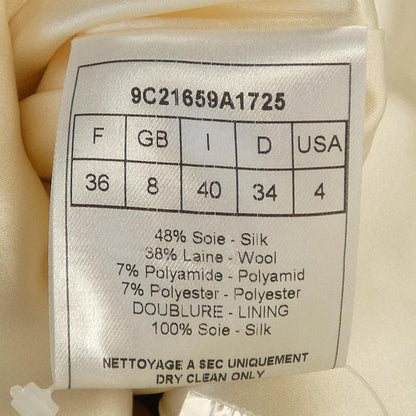 9C21659A1725
F GB I D USA
36 8 40 34 4
48% Soie - Silk
38% Laine - Wool
7% Polyamide - Polyamid
7% Polyester - Polyester
DOUBLURE - LINING
100% Soie - Silk
NETTOYAGE A SEC UNIQUEMENT
DRY CLEAN ONLY